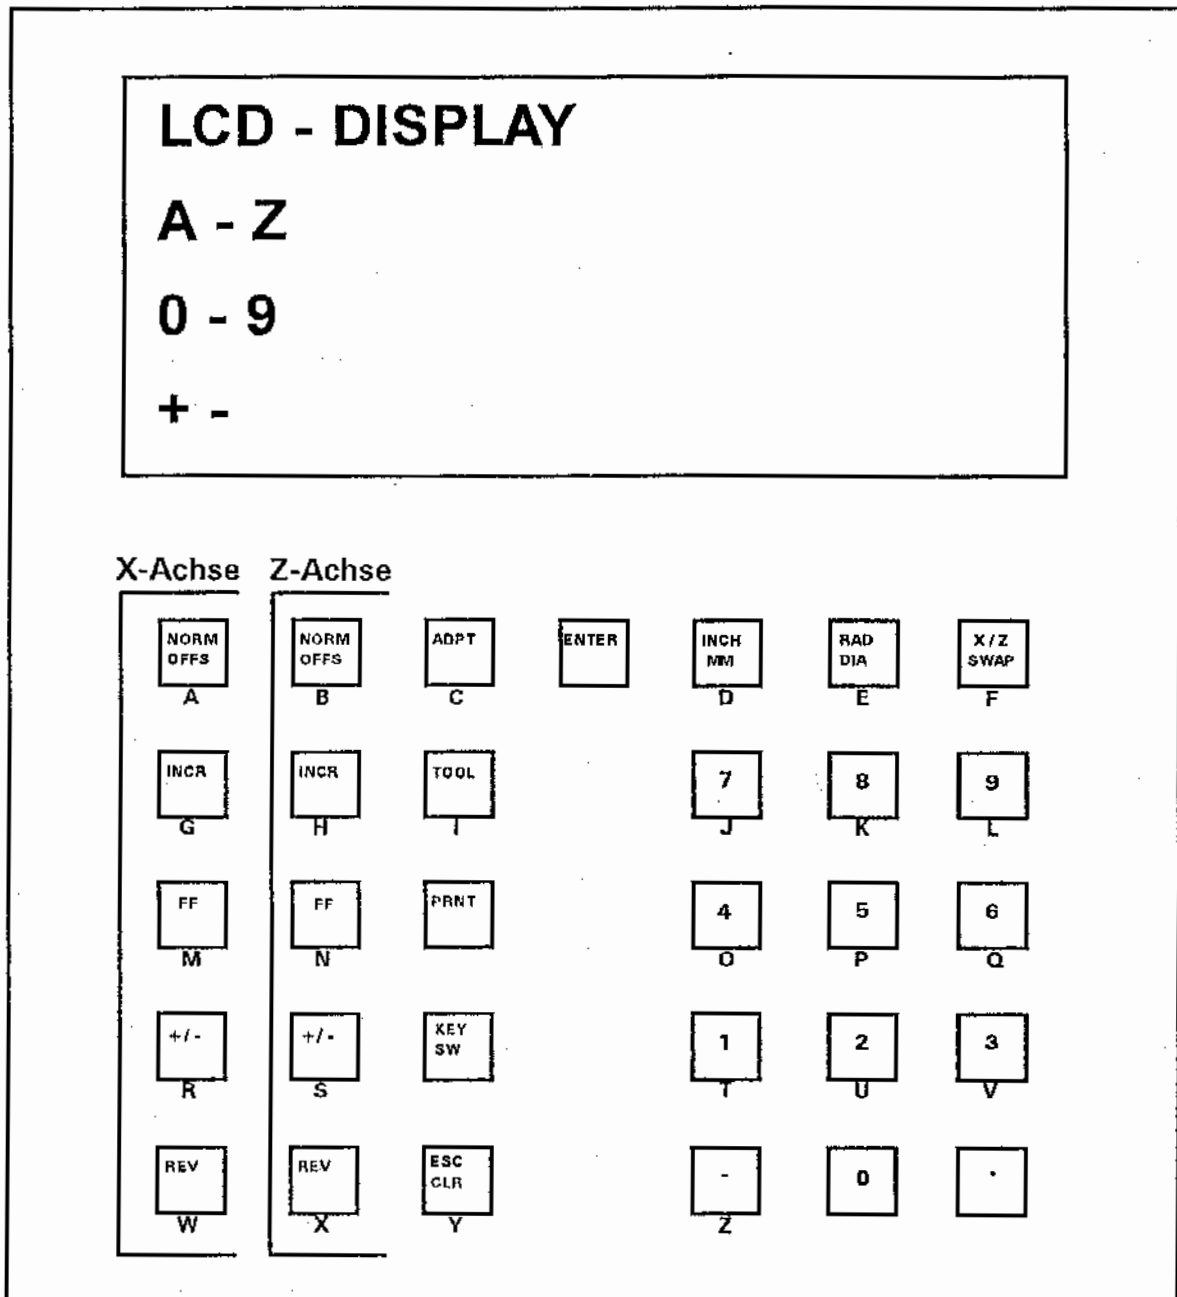 LCD - DISPLAY
A - Z
0 - 9
+ -
X-Achse Z-Achse
NORM OFFS NORM OFFS ADPT ENTER INCH MM RAD DIA X/Z SWAP
A B C D E F
INCR INCR TOOL 7 8 9
G H I J K L
FF FF PRNT 4 5 6
M N O P Q
+/- +/- KEY SW 1 2 3
R S T U V
REV REV ESC CLR - 0 .
W X Y Z